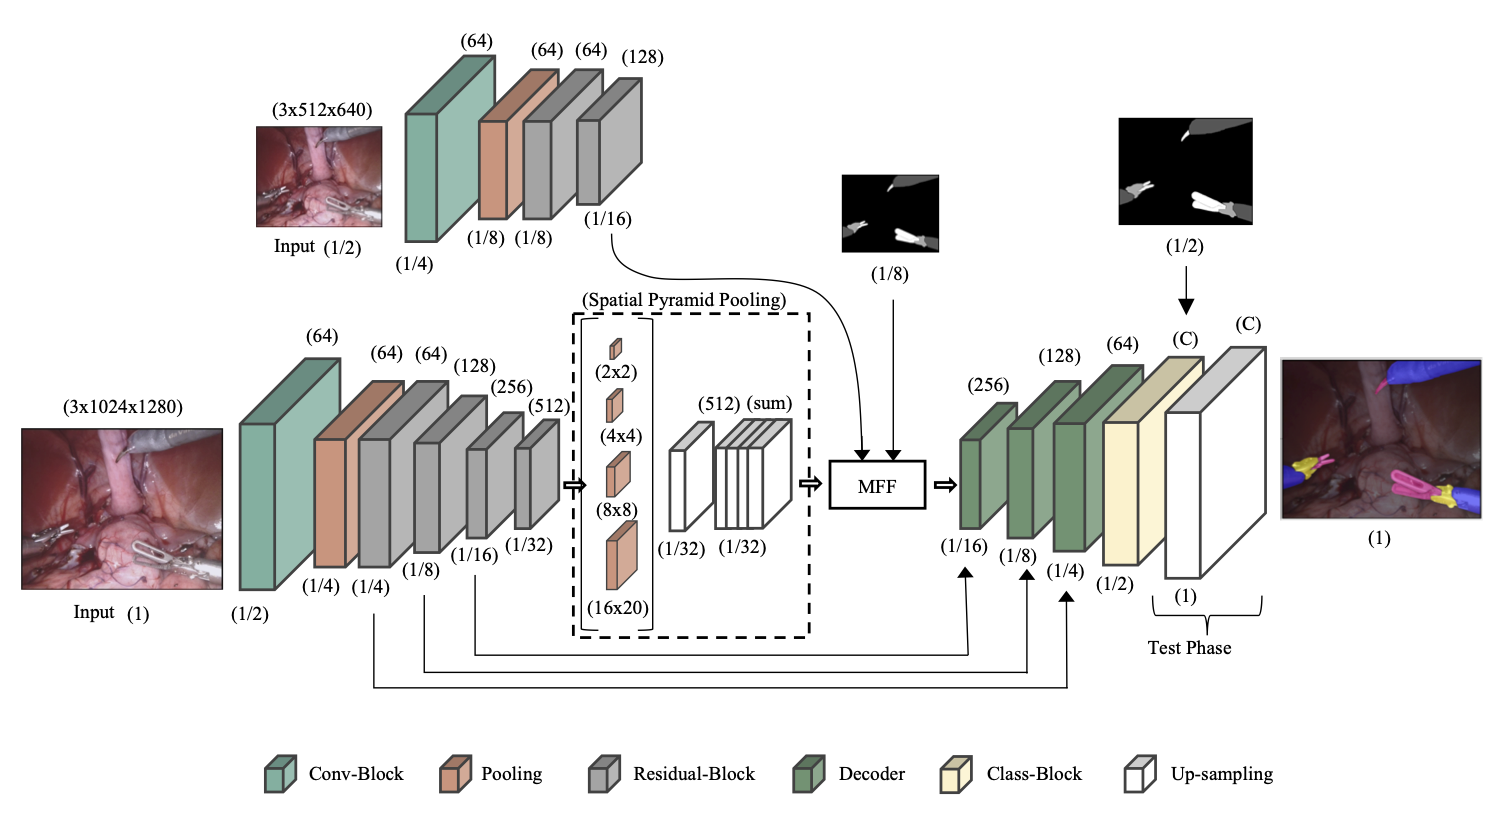 (64)
(64)
(64)
(128)
(3x512x640)
Input (1/2)
(1/4)
(1/8)
(1/8)
(1/16)
(1/8)
(1/2)
(Spatial Pyramid Pooling)
(2x2)
(4x4)
(8x8)
(16x20)
(512)
(sum)
(1/32)
(1/32)
(64)
(64)
(64)
(128)
(256)
(512)
(3x1024x1280)
Input (1)
(1/2)
(1/4)
(1/4)
(1/8)
(1/16)
(1/32)
MFF
(256)
(128)
(64)
(C)
(C)
(1/16)
(1/8)
(1/4)
(1/2)
(1)
Test Phase
(1)
Conv-Block
Pooling
Residual-Block
Decoder
Class-Block
Up-sampling